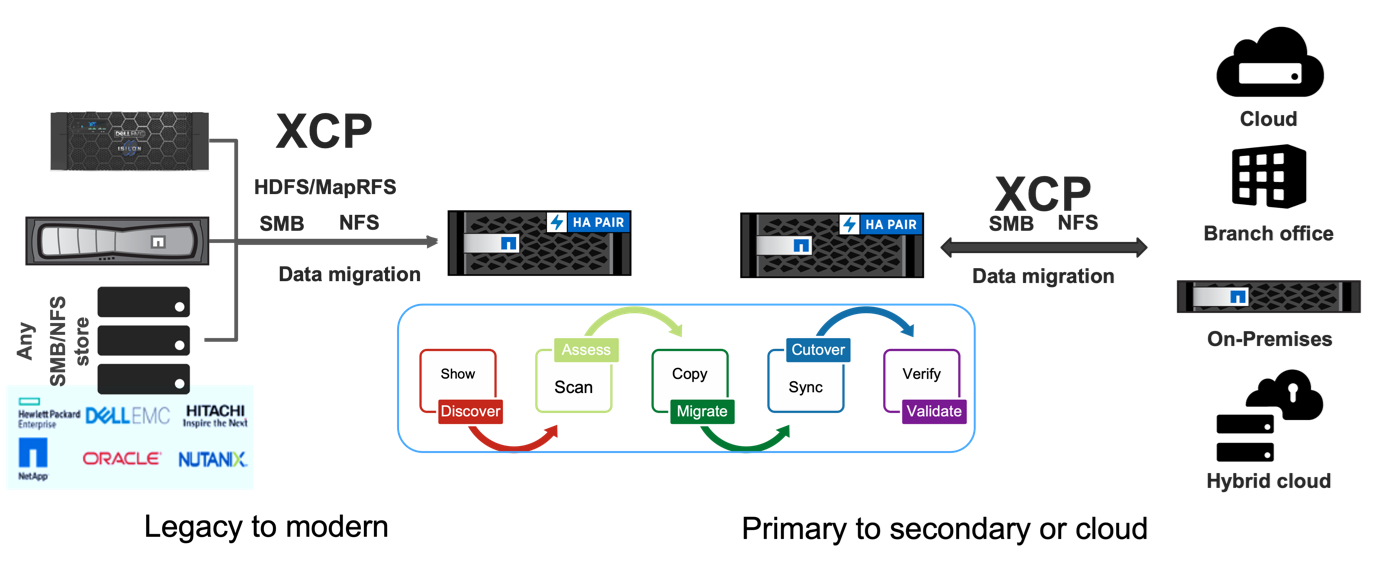 DELL EMC
ISILON
XCP
HDFS/MapRFS
SMB NFS
Data migration
HA PAIR
HA PAIR
XCP
SMB NFS
Data migration
Cloud
Branch office
On-Premises
Hybrid cloud
Any
SMB/NFS
store
Hewlett Packard
Enterprise
DELLEMC
HITACHI
Inspire the Next
NetApp
ORACLE
NUTANIX
Show
Discover
Assess
Scan
Copy
Migrate
Cutover
Sync
Verify
Validate
Legacy to modern
Primary to secondary or cloud